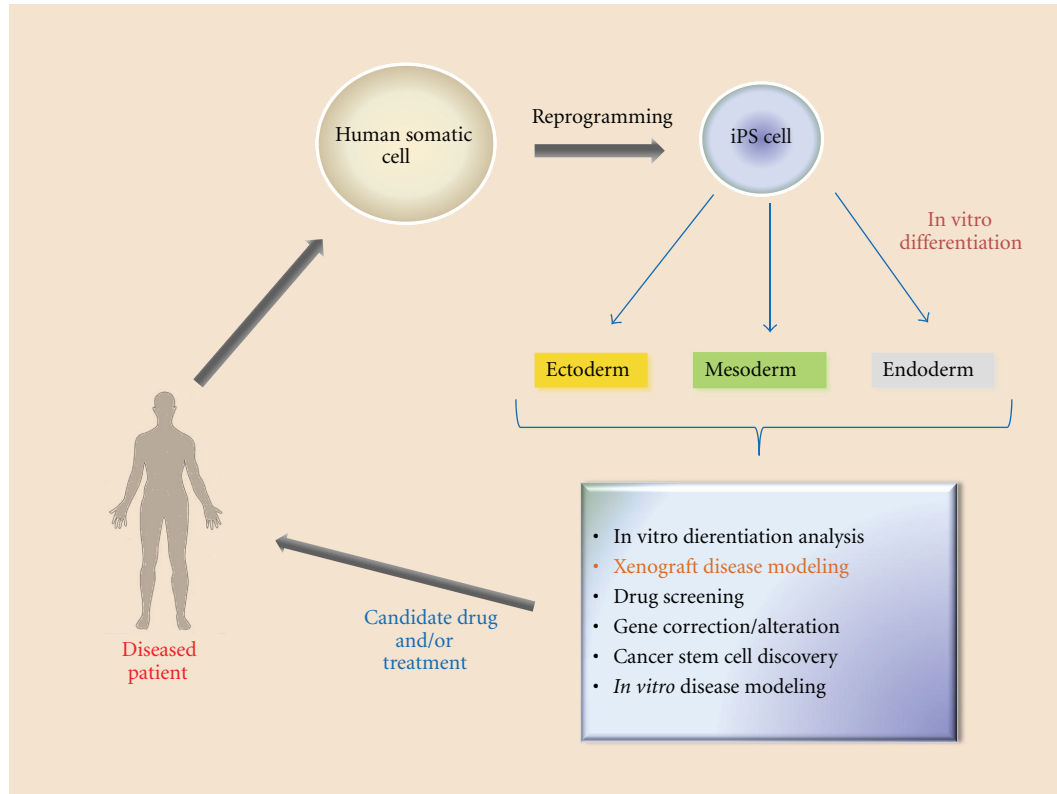 Human somatic
cell
Reprogramming
iPS cell
In vitro
differentiation
Ectoderm
Mesoderm
Endoderm
• In vitro dierentiation analysis
• Xenograft disease modeling
• Drug screening
• Gene correction/alteration
• Cancer stem cell discovery
• In vitro disease modeling
Candidate drug
and/or
treatment
Diseased
patient